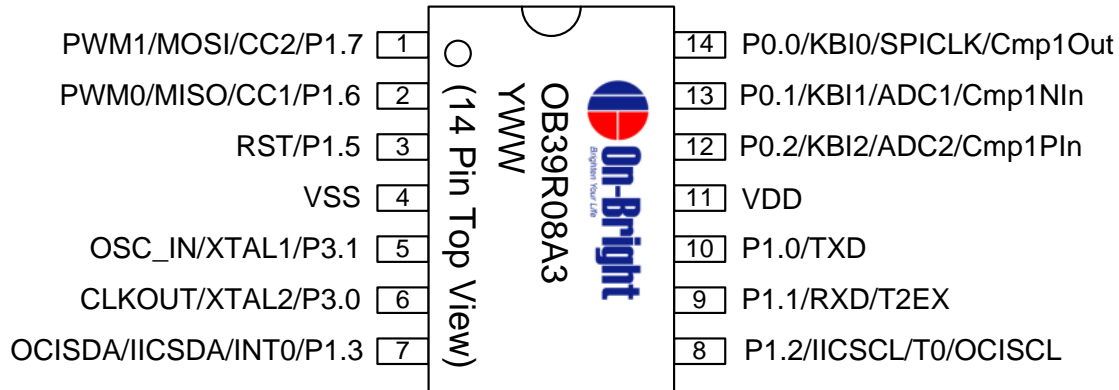 PWM1/MOSI/CC2/P1.7 1
PWM0/MISO/CC1/P1.6 2
RST/P1.5 3
VSS 4
OSC_IN/XTAL1/P3.1 5
CLKOUT/XTAL2/P3.0 6
OCISDA/IICSDA/INT0/P1.3 7
On-Bright
Brighten Your Life
OB39R08A3
YWW
(14 Pin Top View)
14 P0.0/KBI0/SPICLK/Cmp1Out
13 P0.1/KBI1/ADC1/Cmp1NIn
12 P0.2/KBI2/ADC2/Cmp1PIn
11 VDD
10 P1.0/TXD
9 P1.1/RXD/T2EX
8 P1.2/IICSCL/T0/OCISCL